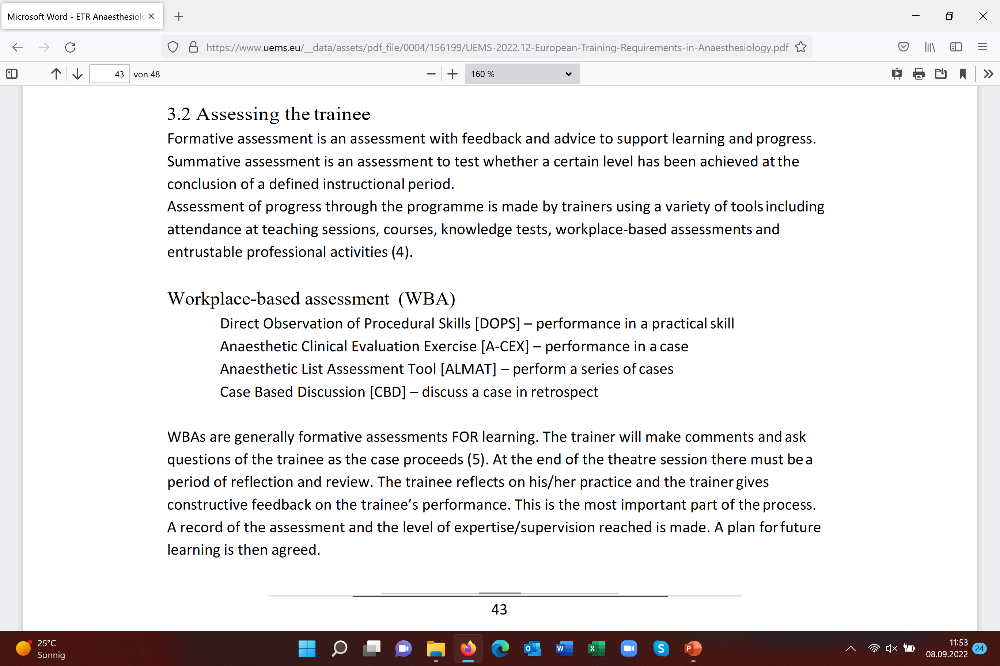 Microsoft Word - ETR Anaesthesiolo
https://www.uems.eu/__data/assets/pdf_file/0004/156199/UEMS-2022.12-European-Training-Requirements-in-Anaesthesiology.pdf
43 von 48
160 %
3.2 Assessing the trainee
Formative assessment is an assessment with feedback and advice to support learning and progress.
Summative assessment is an assessment to test whether a certain level has been achieved at the
conclusion of a defined instructional period.
Assessment of progress through the programme is made by trainers using a variety of tools including
attendance at teaching sessions, courses, knowledge tests, workplace-based assessments and
entrustable professional activities (4).
Workplace-based assessment (WBA)
Direct Observation of Procedural Skills [DOPS] – performance in a practical skill
Anaesthetic Clinical Evaluation Exercise [A-CEX] – performance in a case
Anaesthetic List Assessment Tool [ALMAT] – perform a series of cases
Case Based Discussion [CBD] – discuss a case in retrospect
WBAs are generally formative assessments FOR learning. The trainer will make comments and ask
questions of the trainee as the case proceeds (5). At the end of the theatre session there must be a
period of reflection and review. The trainee reflects on his/her practice and the trainer gives
constructive feedback on the trainee’s performance. This is the most important part of the process.
A record of the assessment and the level of expertise/supervision reached is made. A plan for future
learning is then agreed.
43
25°C
Sonnig
O
W
X
S
P
11:53
08.09.2022
24